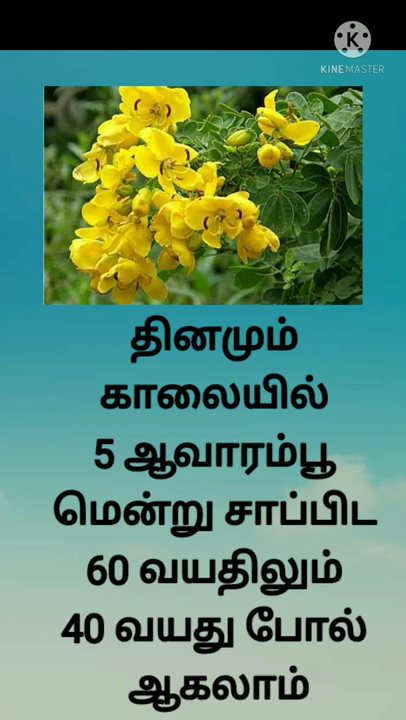 KINEMASTER
தினமும்
காலையில்
5 ஆவாரம்பூ
மென்று சாப்பிட
60 வயதிலும்
40 வயது போல்
ஆகலாம்